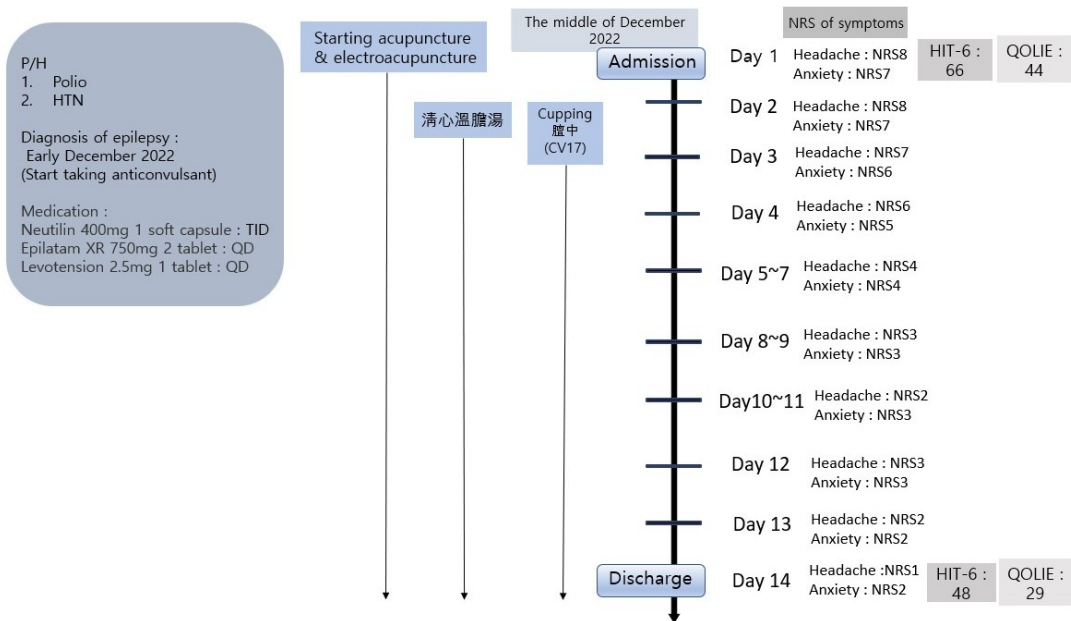 P/H
1. Polio
2. HTN
Diagnosis of epilepsy :
Early December 2022
(Start taking anticonvulsant)
Medication :
Neutilin 400mg 1 soft capsule : TID
Epilatam XR 750mg 2 tablet : QD
Levotension 2.5mg 1 tablet : QD
Starting acupuncture
& electroacupuncture
淸心溫膽湯
Cupping
膻中
(CV17)
The middle of December
2022
Admission
Discharge
NRS of symptoms
Day 1
Headache : NRS8
Anxiety : NRS7
HIT-6 :
66
QOLIE :
44
Day 2
Headache : NRS8
Anxiety : NRS7
Day 3
Headache : NRS7
Anxiety : NRS6
Day 4
Headache : NRS6
Anxiety : NRS5
Day 5~7
Headache : NRS4
Anxiety : NRS4
Day 8~9
Headache : NRS3
Anxiety : NRS3
Day10~11
Headache : NRS2
Anxiety : NRS3
Day 12
Headache : NRS3
Anxiety : NRS3
Day 13
Headache : NRS2
Anxiety : NRS2
Day 14
Headache :NRS1
Anxiety : NRS2
HIT-6 :
48
QOLIE :
29